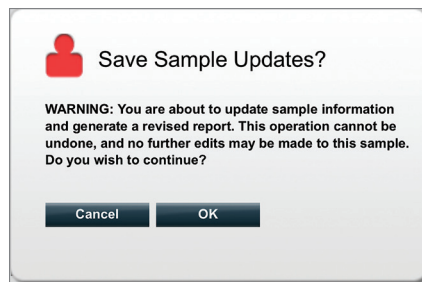 Save Sample Updates?
WARNING: You are about to update sample information
and generate a revised report. This operation cannot be
undone, and no further edits may be made to this sample.
Do you wish to continue?
Cancel OK